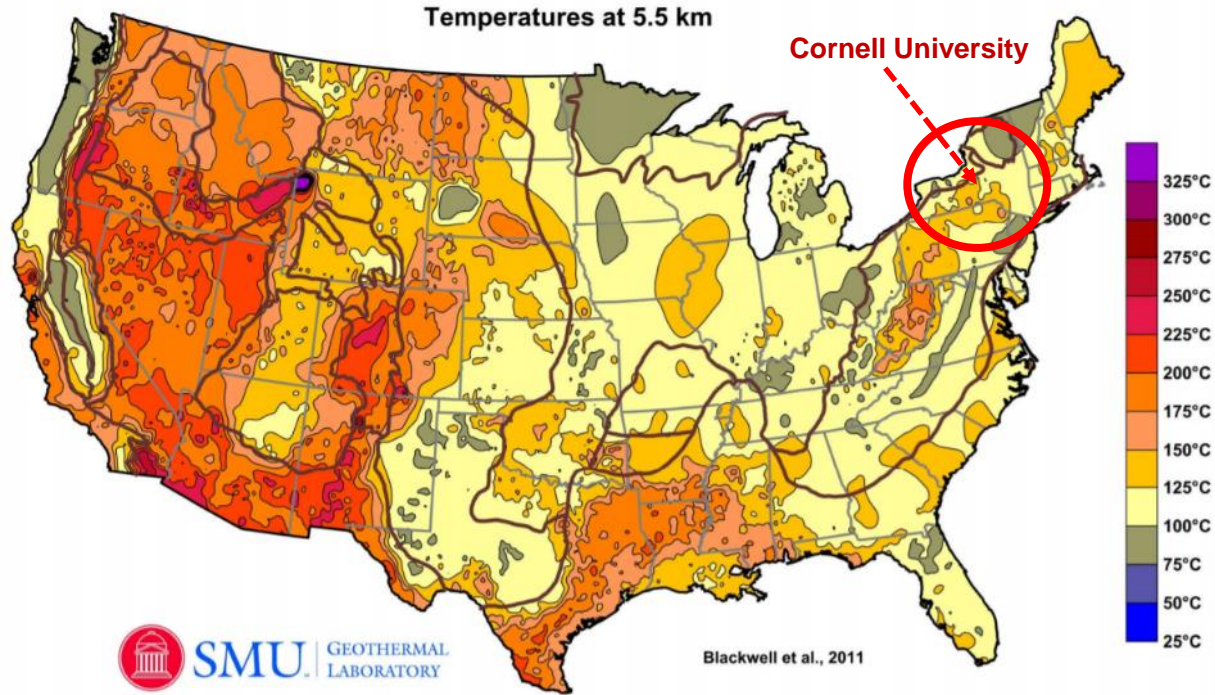 Temperatures at 5.5 km
Cornell University
325°C
300°C
275°C
250°C
225°C
200°C
175°C
150°C
125°C
100°C
75°C
50°C
25°C
SMU
GEOTHERMAL
LABORATORY
Blackwell et al., 2011